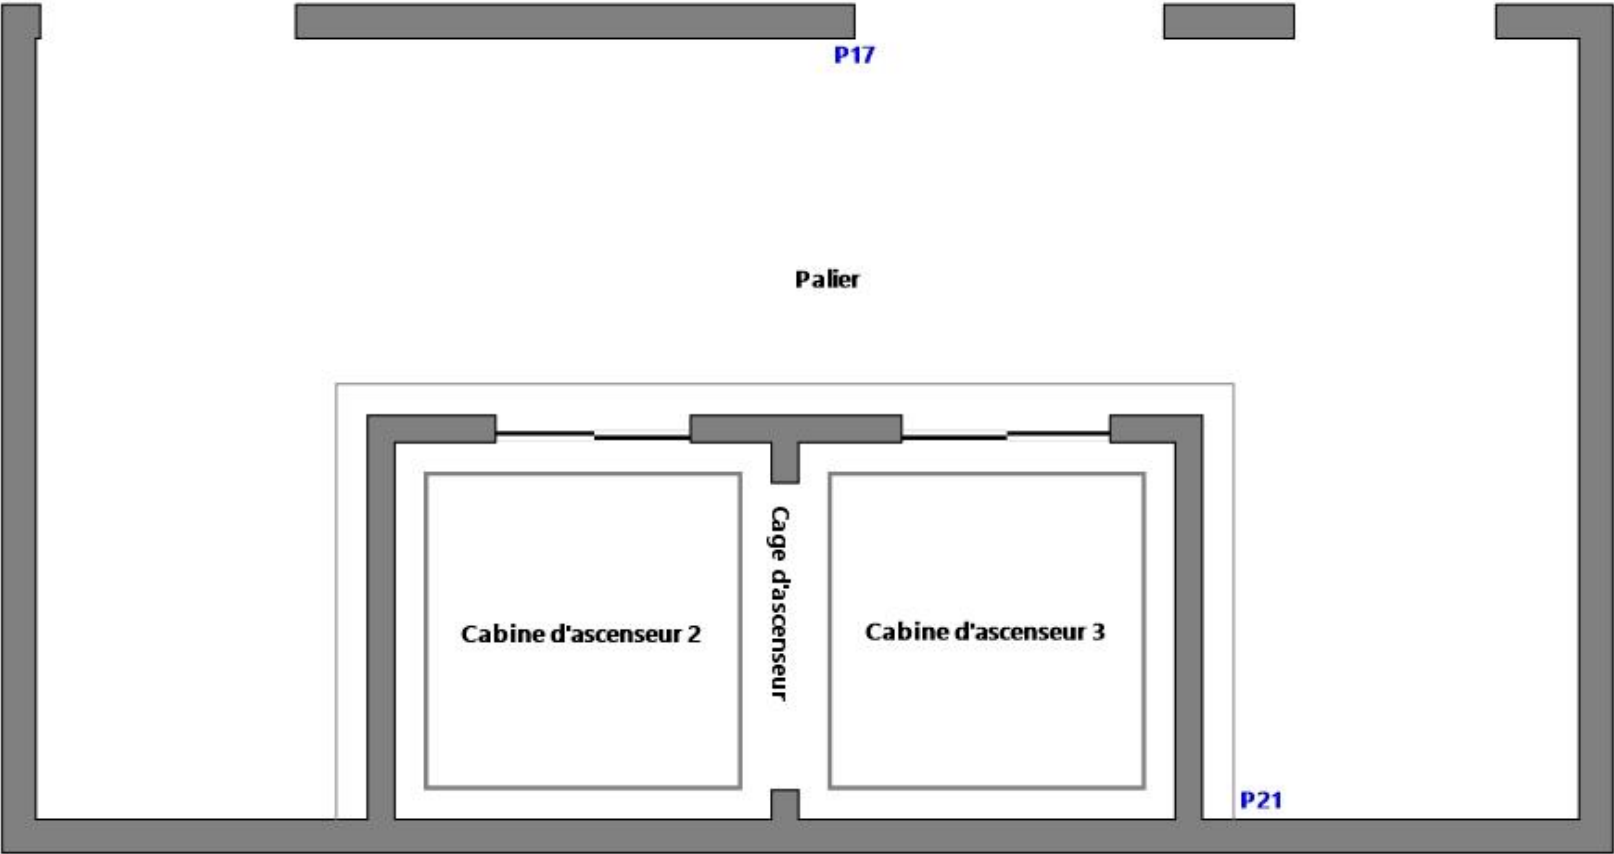 P17
Palier
Cage d'ascenseur
Cabine d'ascenseur 2
Cabine d'ascenseur 3
P21